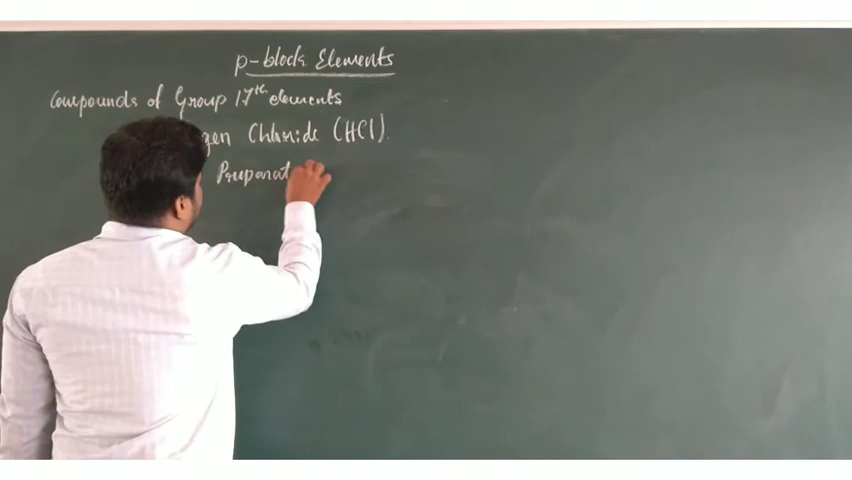 p-block Elements
Compounds of Group 17th elements
gen Chloride (HCl).
Preparat